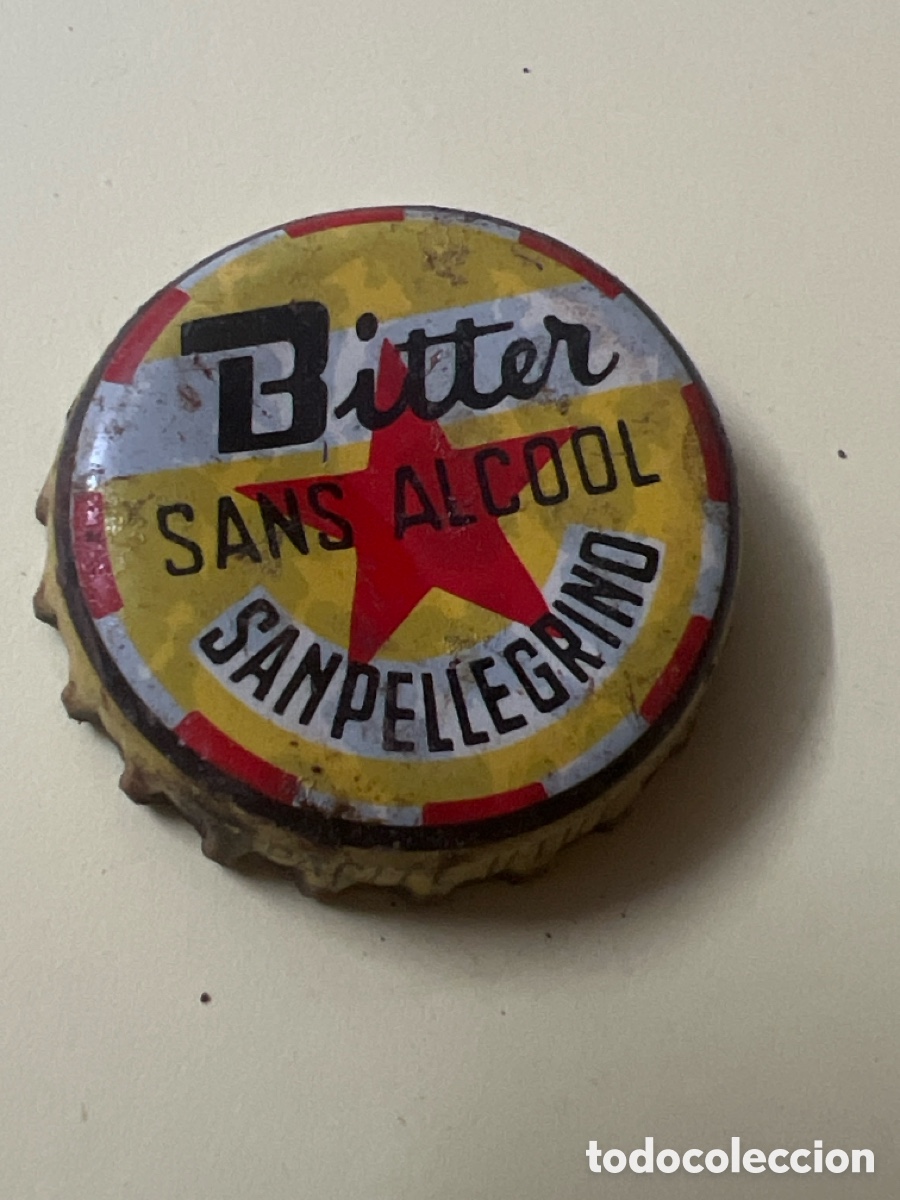 Bitter
SANS ALCOOL
SANPELLEGRINO
todocoleccion